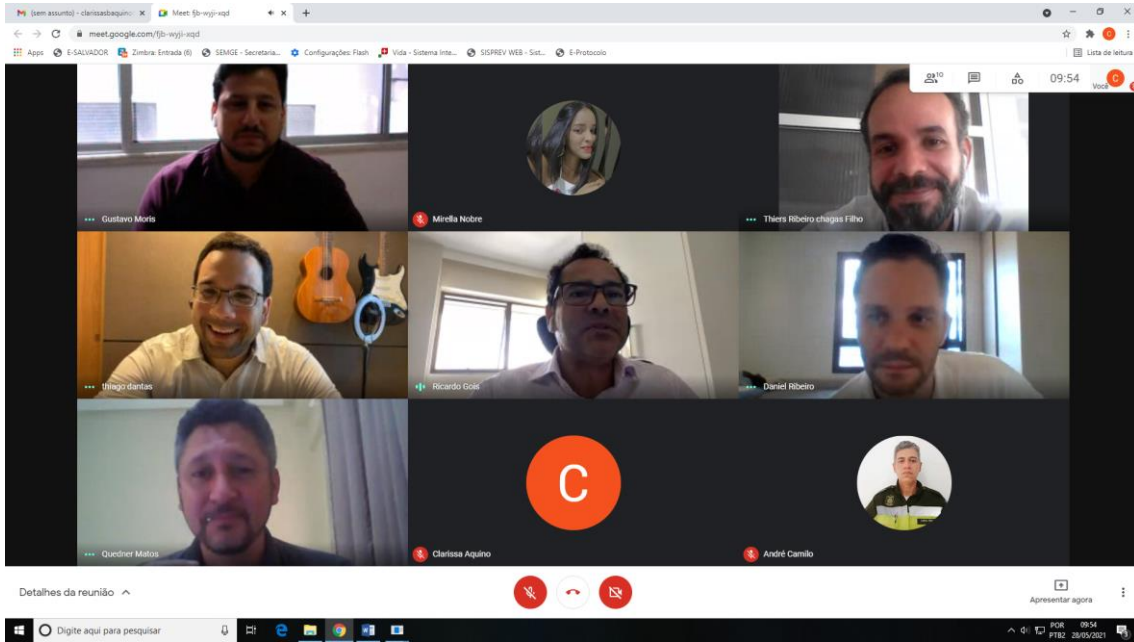 (sem assunto) - clarissasbaquino
Meet: fjb-wyji-xqd
meet.google.com/fjb-wyji-xqd
Apps E-SALVADOR Zimbra: Entrada (6) SEMGE - Secretaria... Configurações: Flash Vida - Sistema Inte... SISPREV WEB - Sist... E-Protocolo Lista de leitura
10 09:54 Você C
Gustavo Moris
Mirella Nobre
Thiers Ribeiro chagas Filho
thiago dantas
Ricardo Gois
Daniel Ribeiro
Quedner Matos
C
Clarissa Aquino
André Camilo
Detalhes da reunião
Apresentar agora
Digite aqui para pesquisar
POR 09:54
PTB2 28/05/2021